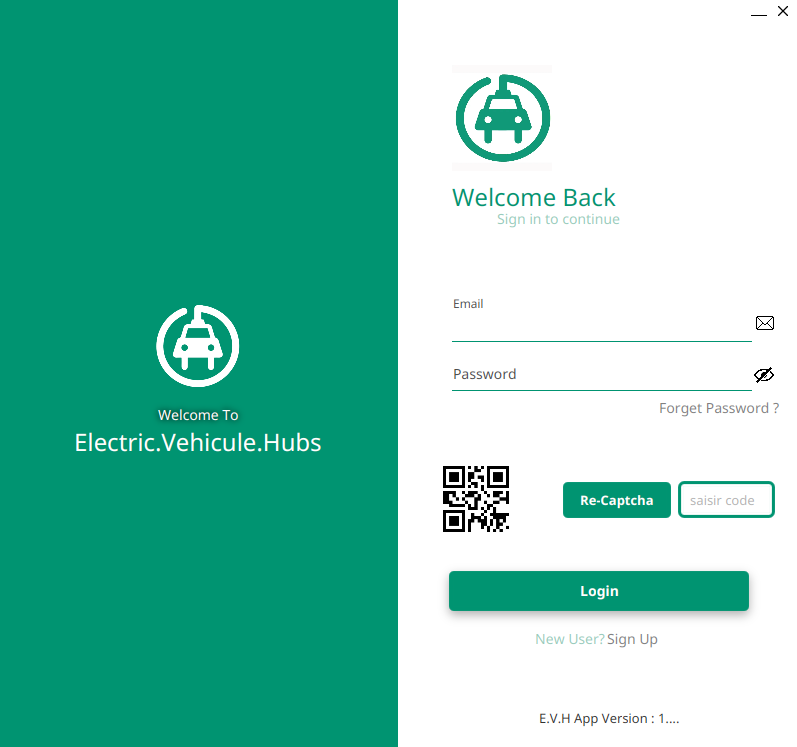 Welcome To
Electric.Vehicule.Hubs
Welcome Back
Sign in to continue
Email
Password
Forget Password ?
Re-Captcha
saisir code
Login
New User? Sign Up
E.V.H App Version : 1....